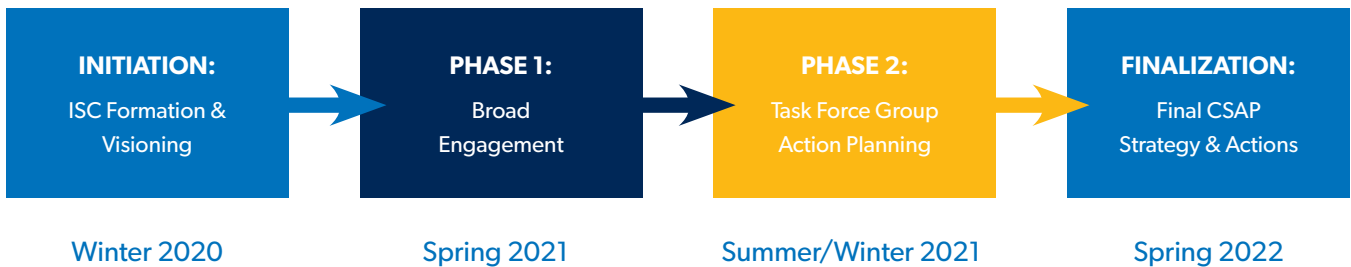 INITIATION:
ISC Formation &
Visioning
PHASE 1:
Broad
Engagement
PHASE 2:
Task Force Group
Action Planning
FINALIZATION:
Final CSAP
Strategy & Actions
Winter 2020
Spring 2021
Summer/Winter 2021
Spring 2022